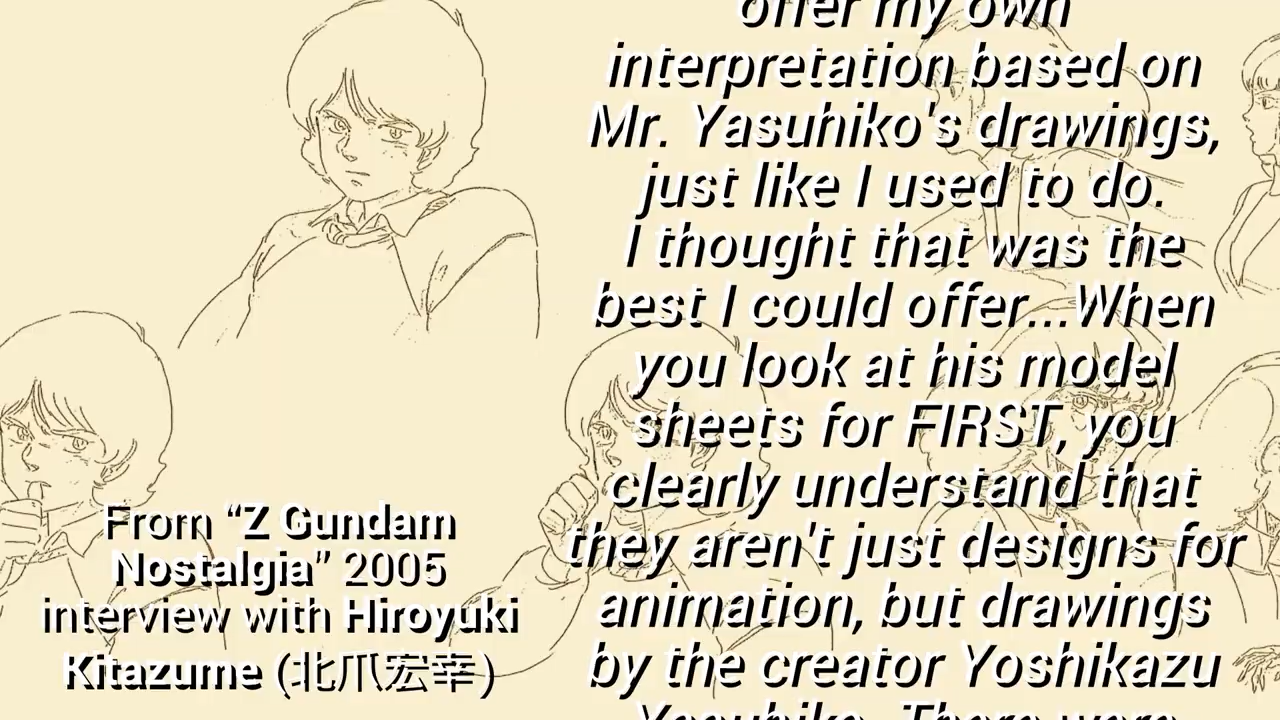 offer my own
interpretation based on
Mr. Yasuhiko's drawings,
just like I used to do.
I thought that was the
best I could offer...When
you look at his model
sheets for FIRST, you
clearly understand that
they aren't just designs for
animation, but drawings
by the creator Yoshikazu
Yasuhiko. There were
From “Z Gundam
Nostalgia” 2005
interview with Hiroyuki
Kitazume (北爪宏幸)